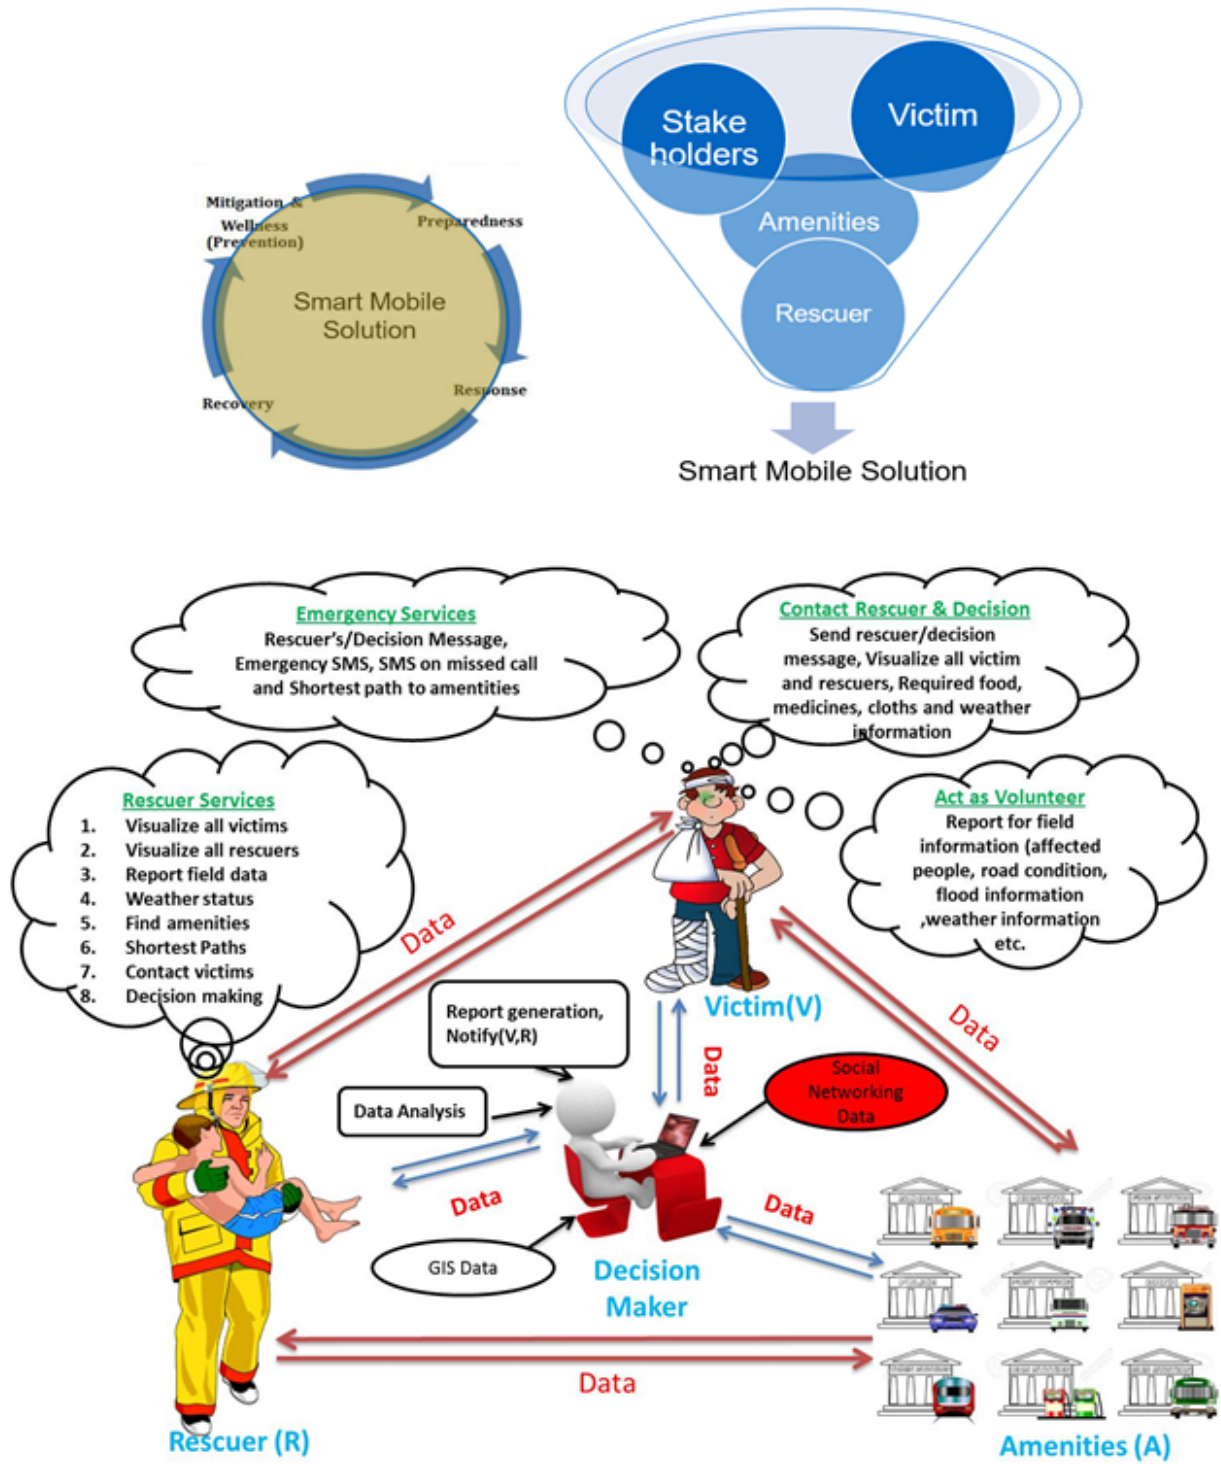 Stake
holders
Victim
Amenities
Rescuer
Smart Mobile Solution
Mitigation &
Wellness
(Prevention)
Preparedness
Smart Mobile
Solution
Response
Recovery
Emergency Services
Rescuer's/Decision Message,
Emergency SMS, SMS on missed call
and Shortest path to amentities
Contact Rescuer & Decision
Send rescuer/decision
message, Visualize all victim
and rescuers, Required food,
medicines, cloths and weather
information
Rescuer Services
1. Visualize all victims
2. Visualize all rescuers
3. Report field data
4. Weather status
5. Find amenities
6. Shortest Paths
7. Contact victims
8. Decision making
Act as Volunteer
Report for field
information (affected
people, road condition,
flood information
,weather information
etc.
Data
Victim(V)
Report generation,
Notify(V,R)
Data
Data
Social
Networking
Data
Data Analysis
Data
Data
GIS Data
Decision
Maker
POLICE
POST OFFICE
Data
Rescuer (R)
Amenities (A)